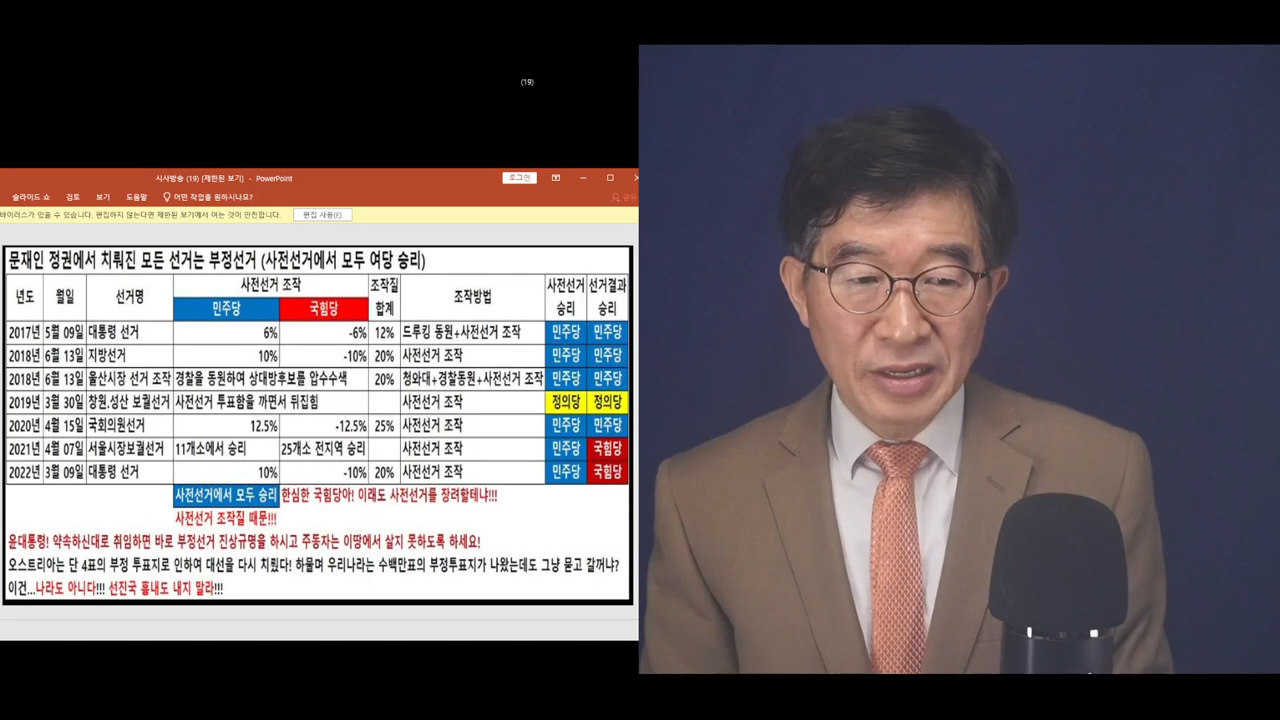 (19)
시사방송 (19) [제한된 보기] - PowerPoint
로그인
슬라이드 쇼 검토 보기 도움말 어떤 작업을 원하시나요? 공유
바이러스가 있을 수 있습니다. 편집하지 않는다면 제한된 보기에서 여는 것이 안전합니다. 편집 사용(E)
문재인 정권에서 치뤄진 모든 선거는 부정선거 (사전선거에서 모두 여당 승리)
년도 월일 선거명 사전선거 조작 조작질 합계 조작방법 사전선거 승리 선거결과 승리
민주당 국힘당
2017년 5월 09일 대통령 선거 6% -6% 12% 드루킹 동원+사전선거 조작 민주당 민주당
2018년 6월 13일 지방선거 10% -10% 20% 사전선거 조작 민주당 민주당
2018년 6월 13일 울산시장 선거 조작 경찰을 동원하여 상대방후보를 압수수색 20% 청와대+경찰동원+사전선거 조작 민주당 민주당
2019년 3월 30일 창원.성산 보궐선거 사전선거 투표함을 까면서 뒤집힘 사전선거 조작 정의당 정의당
2020년 4월 15일 국회의원선거 12.5% -12.5% 25% 사전선거 조작 민주당 민주당
2021년 4월 07일 서울시장보궐선거 11개소에서 승리 25개소 전지역 승리 사전선거 조작 민주당 국힘당
2022년 3월 09일 대통령 선거 10% -10% 20% 사전선거 조작 민주당 국힘당
사전선거에서 모두 승리 한심한 국힘당아! 이래도 사전선거를 장려할테냐!!!
사전선거 조작질 때문!!!
윤대통령! 약속하신대로 취임하면 바로 부정선거 진상규명을 하시고 주동자는 이땅에서 살지 못하도록 하세요!
오스트리아는 단 4표의 부정 투표지로 인하여 대선을 다시 치뤘다! 하물며 우리나라는 수백만표의 부정투표지가 나왔는데도 그냥 묻고 갈꺼냐?
이건...나라도 아니다!!! 선진국 흉내도 내지 말라!!!